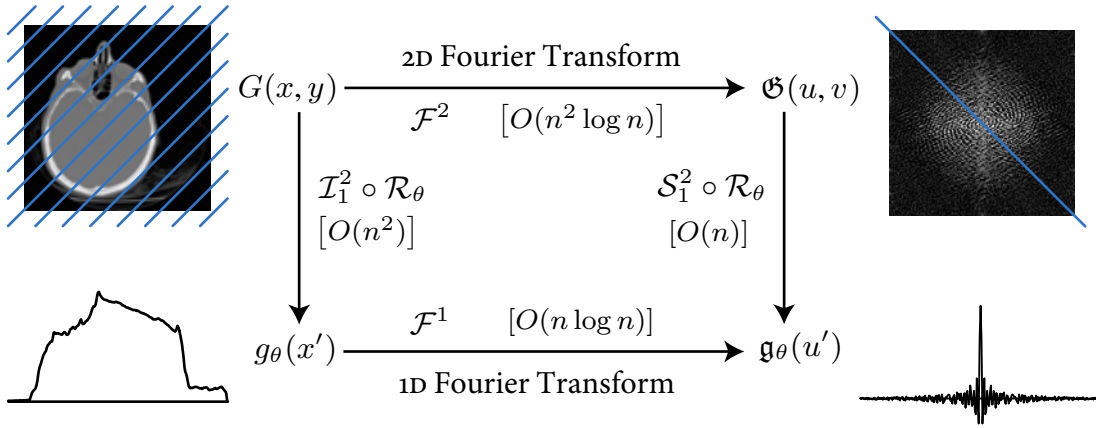 2D Fourier Transform
G(x, y)
𝔊(u, v)
ℱ² [O(n² log n)]
ℐ₁² ∘ ℛ_θ
[O(n²)]
𝒮₁² ∘ ℛ_θ
[O(n)]
ℱ¹ [O(n log n)]
g_θ(x′)
𝔤_θ(u′)
1D Fourier Transform